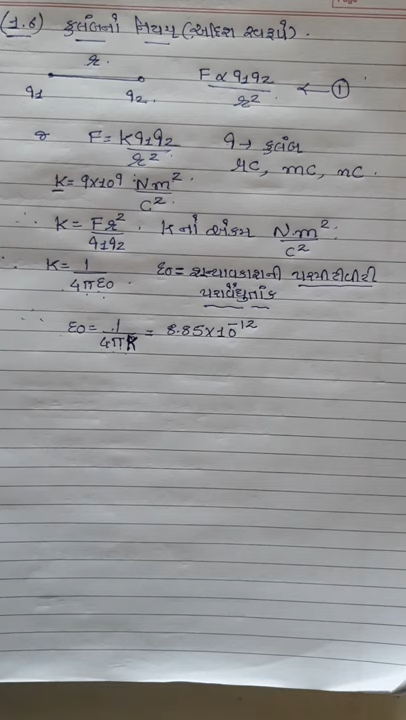 (1.6) કુલંબનો નિયમ (અદિશ સ્વરૂપ).
r
q1 q2
F ∝ q1q2 / r² ← ①
F = Kq1q2 / r² q → કુલંબ
μC, mC, nC.
K = 9×10⁹ Nm² / C²
∴ K = Fr² / q1q2 . K નો એકમ Nm² / C²
∴ K = 1 / 4πε0 ε0 = શૂન્યાવકાશની પરમીટીવીટી
પરાવૈદ્યુતાંક
∴ ε0 = 1 / 4πK = 8.85×10⁻¹²